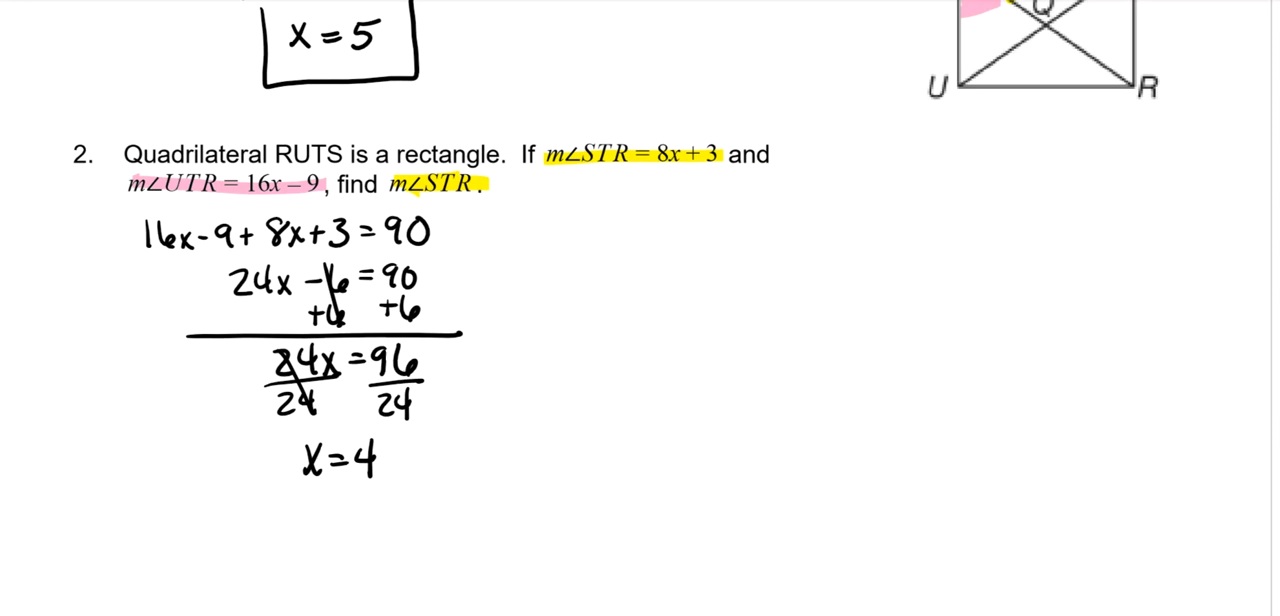 x = 5
Q
U
R
2. Quadrilateral RUTS is a rectangle. If m∠STR = 8x + 3 and
m∠UTR = 16x – 9, find m∠STR.
16x - 9 + 8x + 3 = 90
24x - 6 = 90
+6 +6
24x = 96
24 24
x = 4